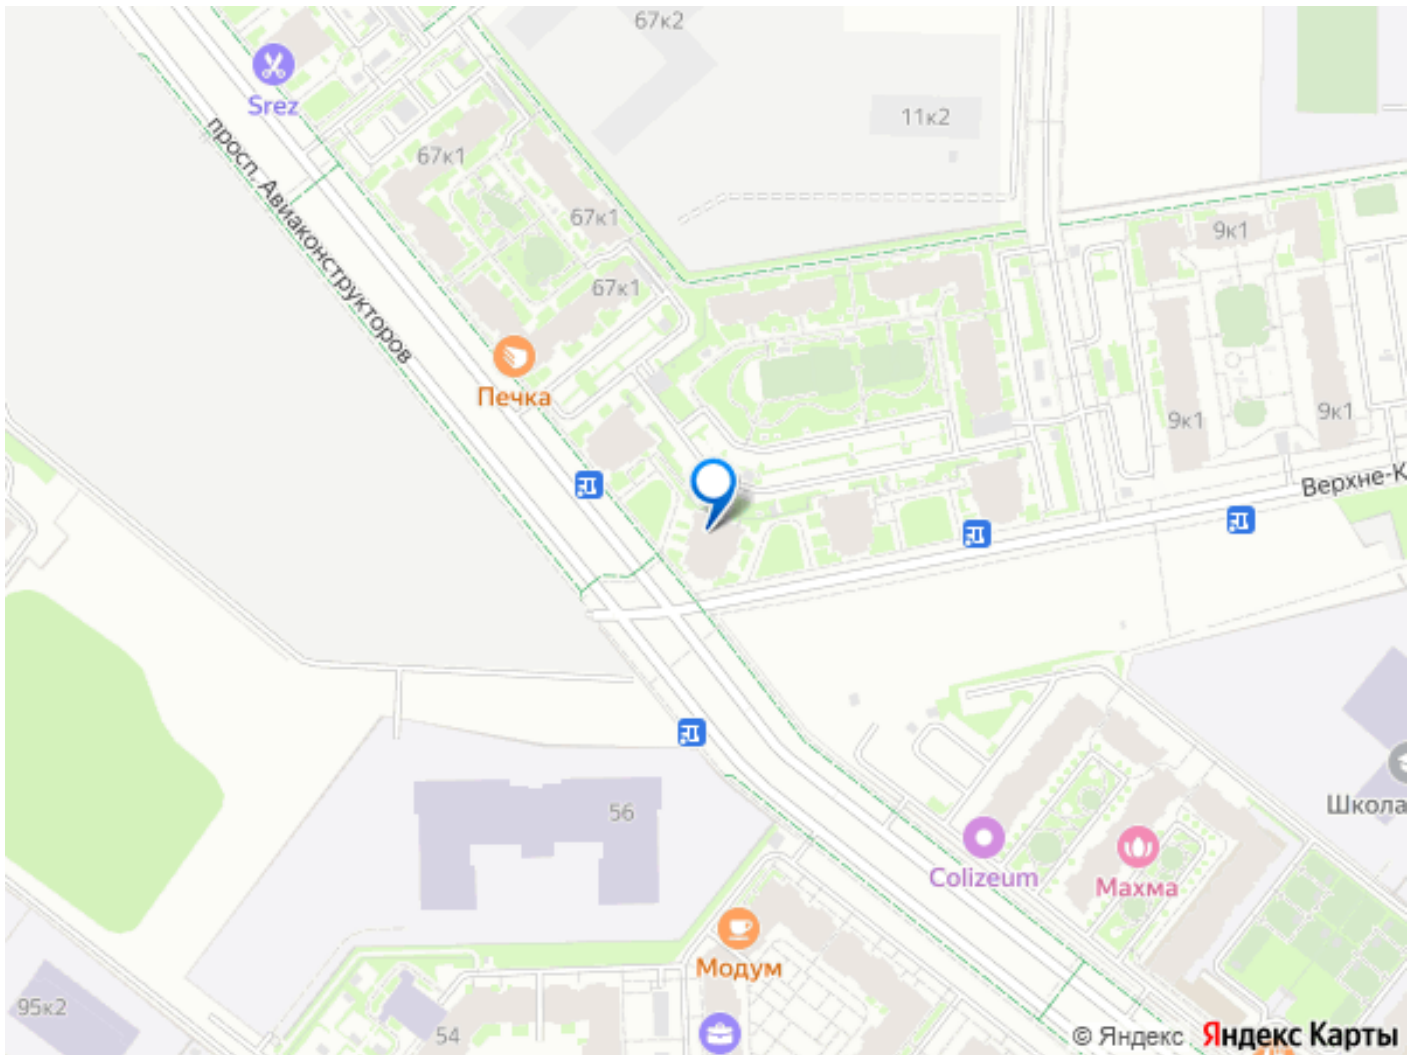 67к2
Srez
11к2
67к1
просп. Авиаконструкторов
67к1
9к1
67к1
Печка
9к1
9к1
Верхне-К
56
Школа
Colizeum
Махма
Модум
95к2
54
© Яндекс Яндекс Карты